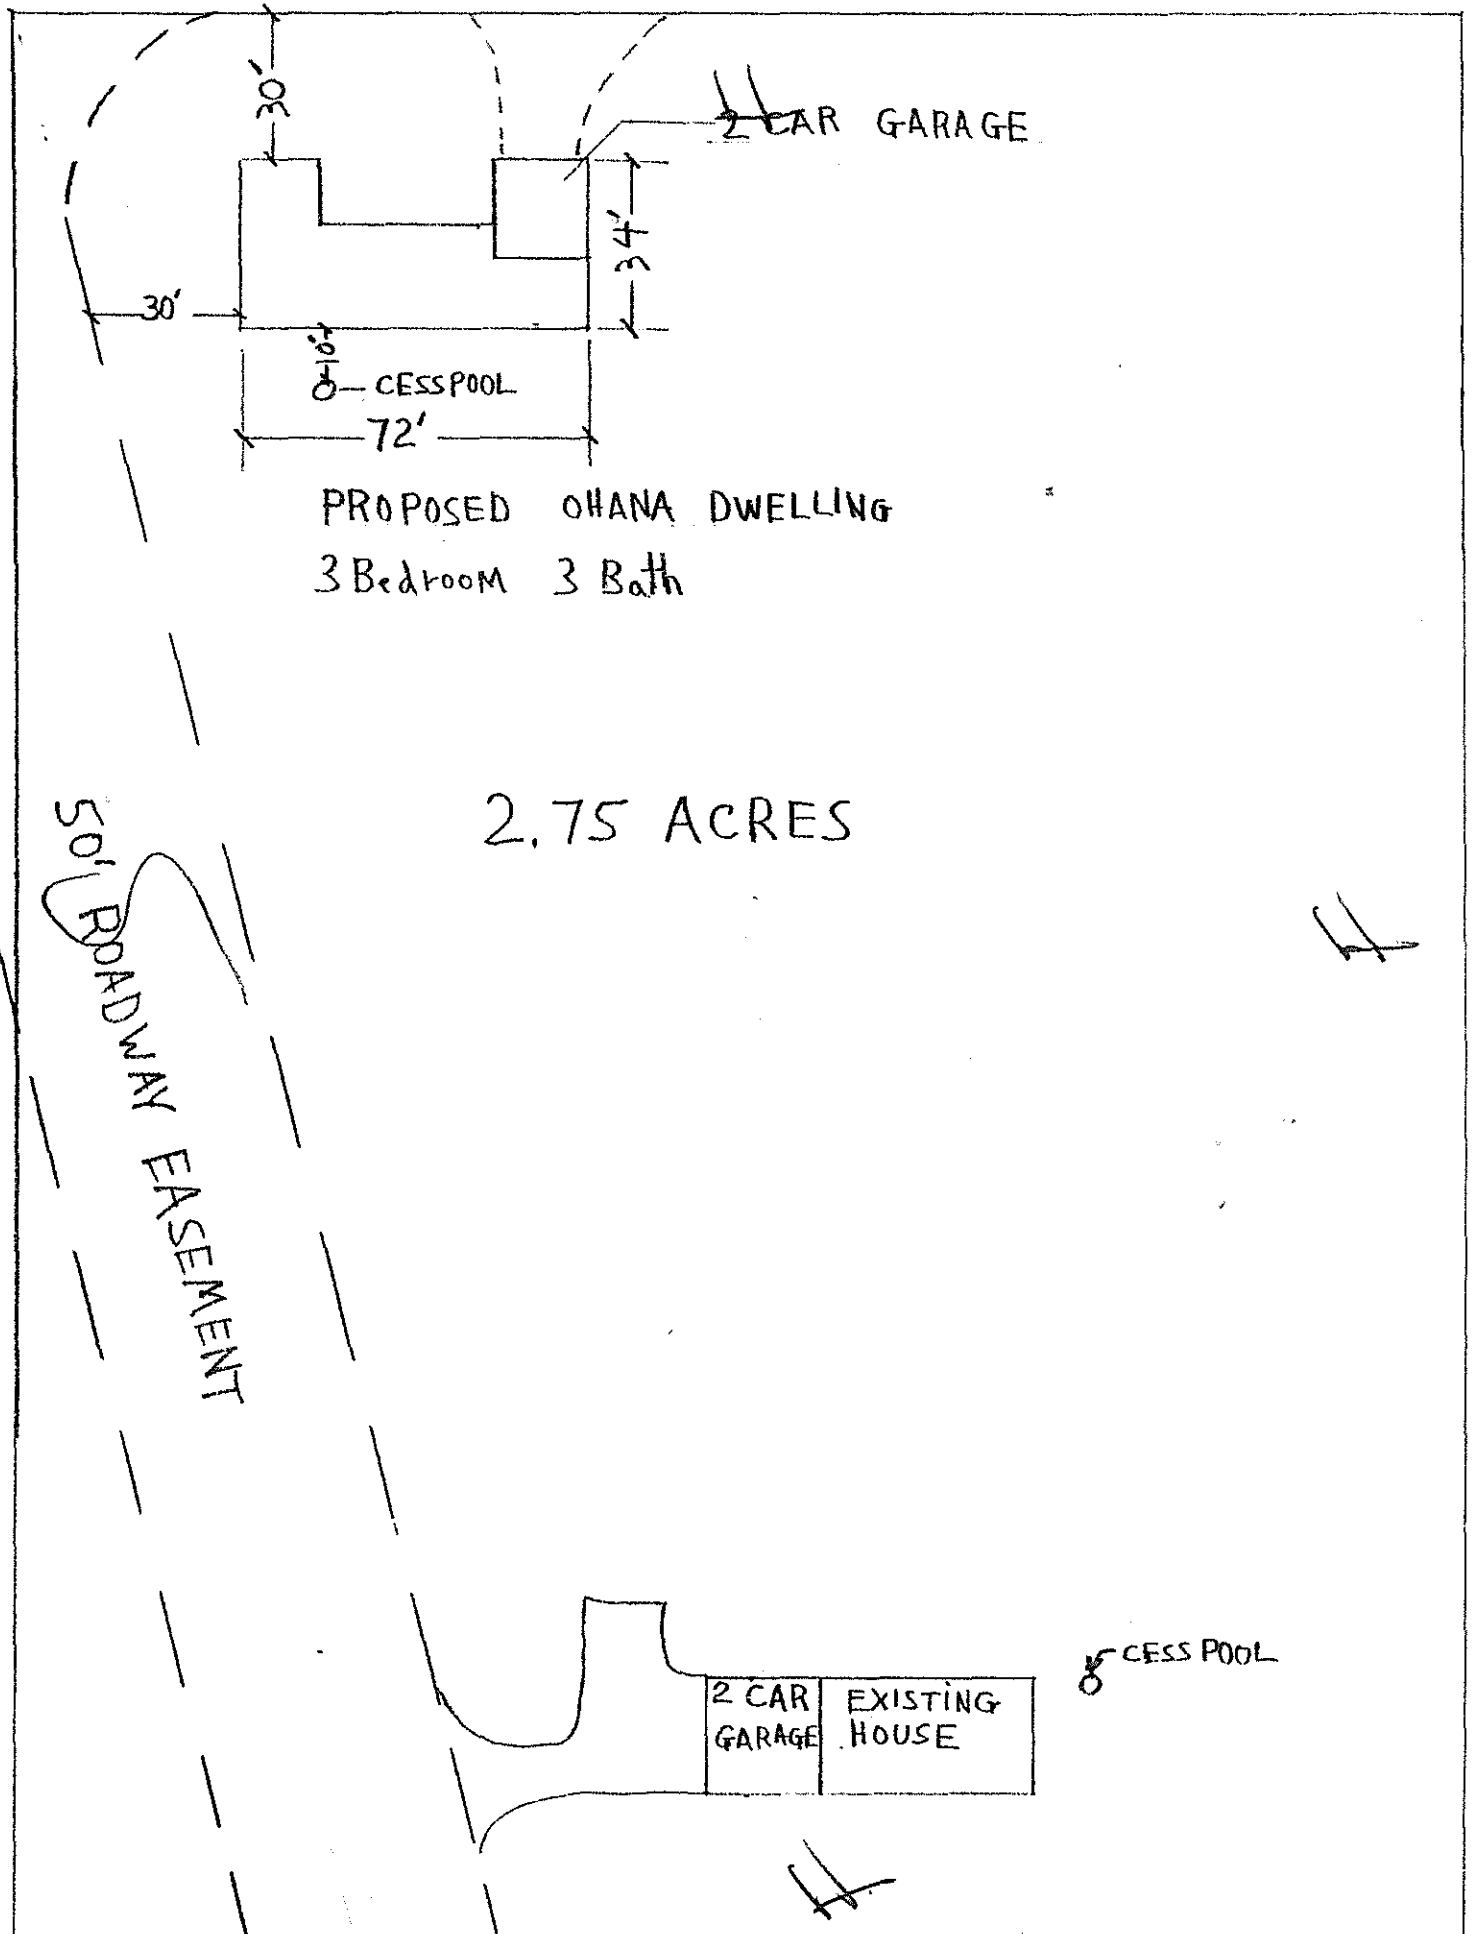 30'
2 CAR GARAGE
34'
30'
10'
CESSPOOL
72'
PROPOSED OHANA DWELLING
3 Bedroom 3 Bath
2.75 ACRES
50' ROADWAY EASEMENT
CESSPOOL
2 CAR
GARAGE
EXISTING
HOUSE